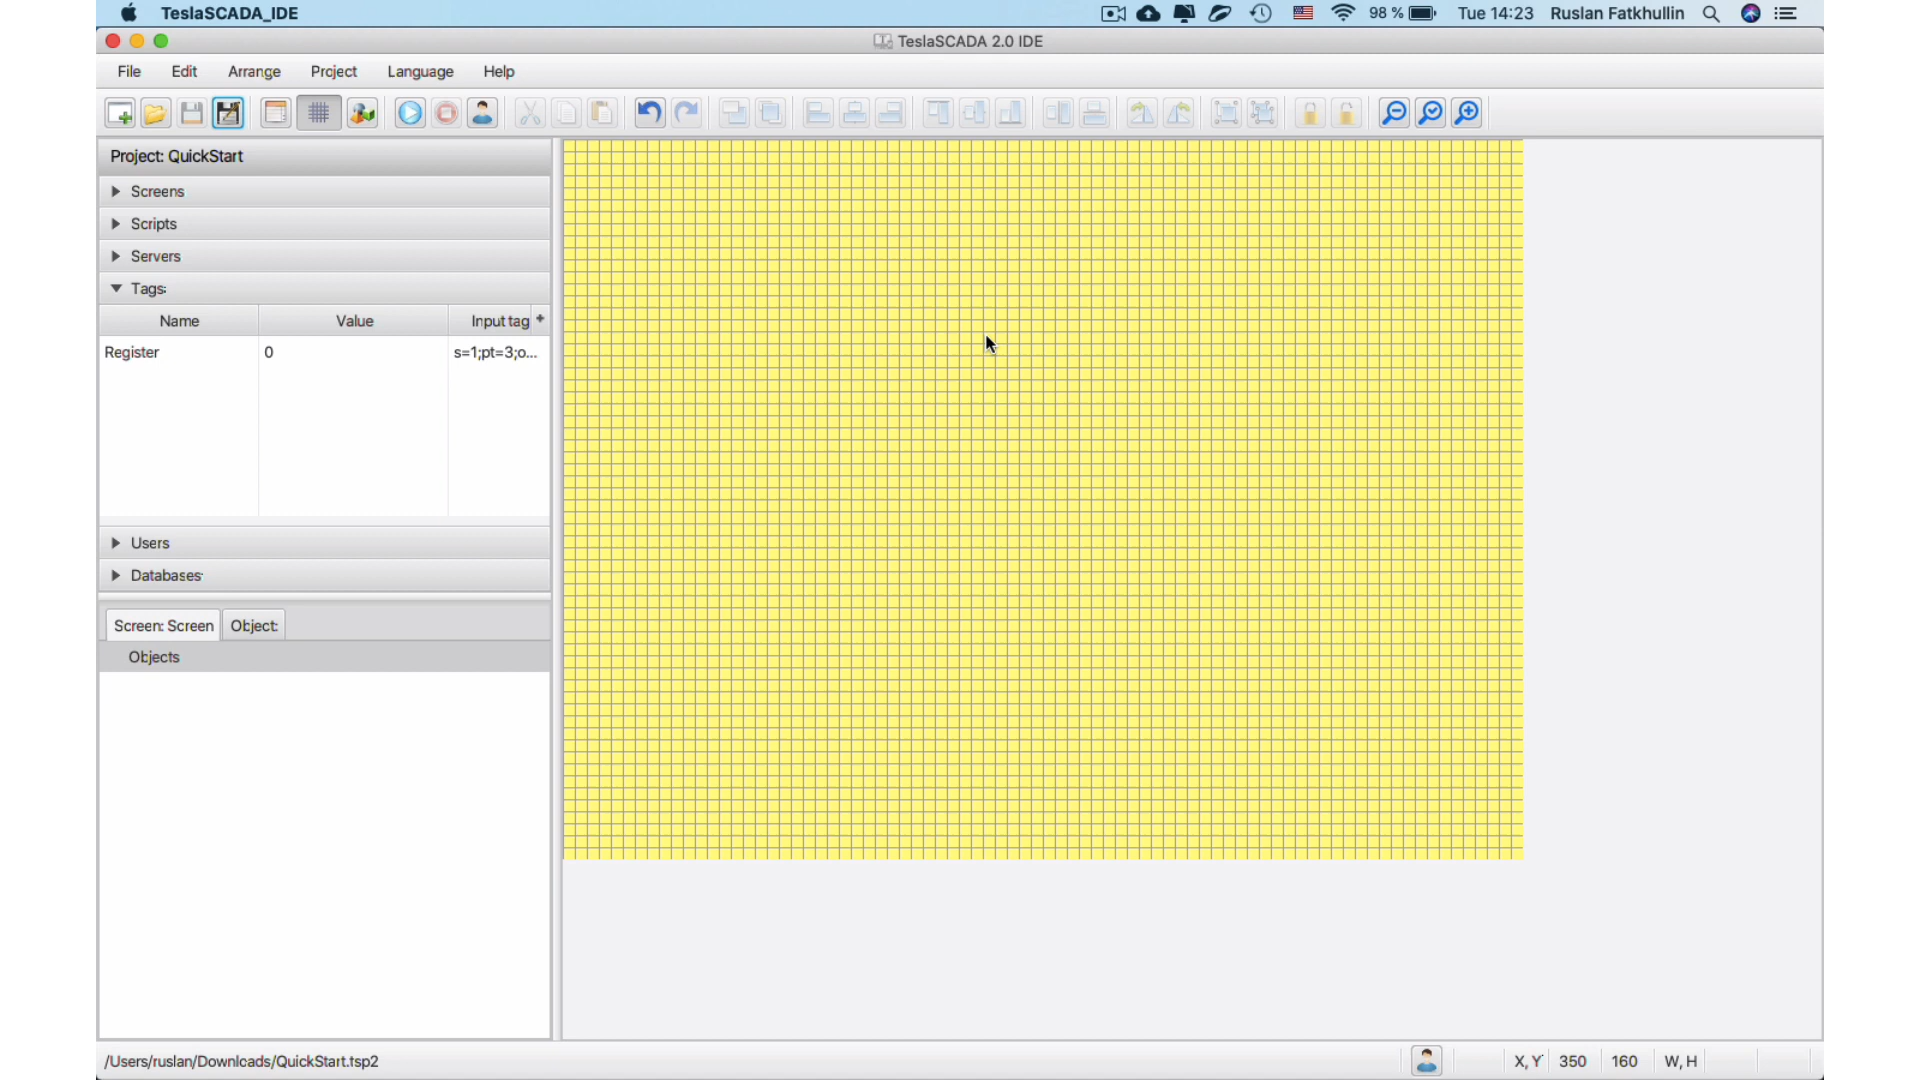 TeslaSCADA_IDE 98 % Tue 14:23 Ruslan Fatkhullin
TeslaSCADA 2.0 IDE
File Edit Arrange Project Language Help
Project: QuickStart
Screens
Scripts
Servers
Tags:
Name Value Input tag +
Register 0 s=1;pt=3;o...
Users
Databases
Screen: Screen Object:
Objects
/Users/ruslan/Downloads/QuickStart.tsp2 X, Y 350 160 W, H